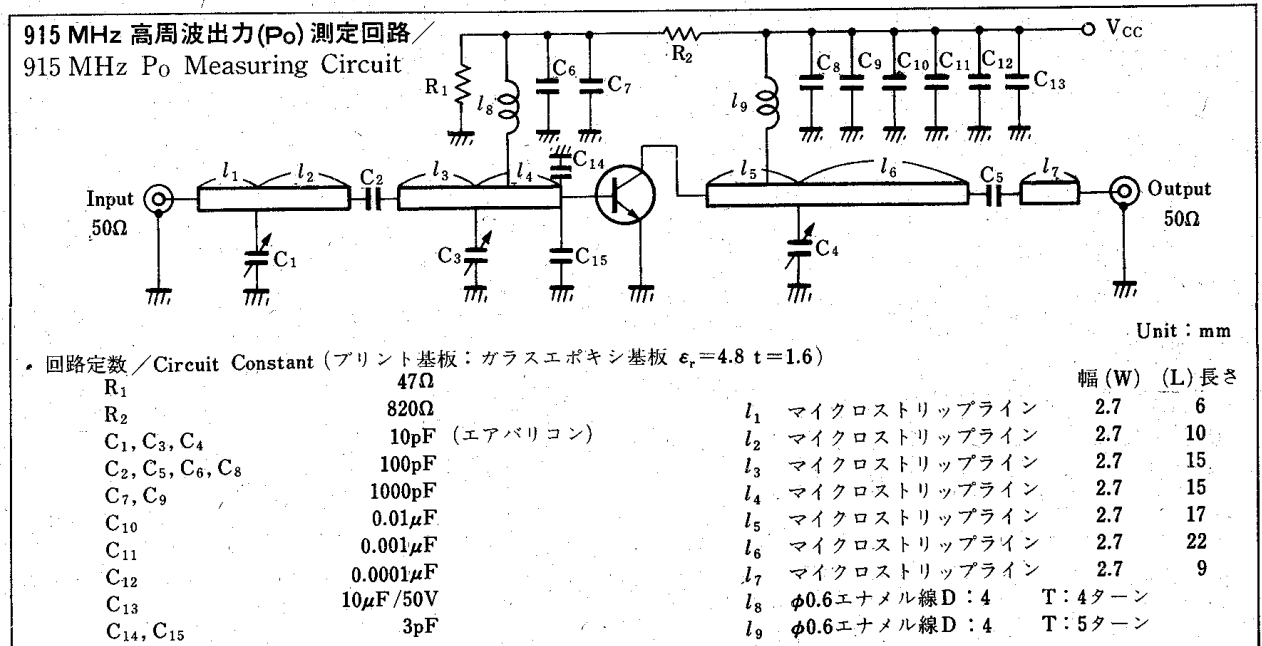 915 MHz 高周波出力(Po) 測定回路/
915 MHz Po Measuring Circuit
VCC
R2
R1
l8
C6
C7
l9
C8
C9
C10
C11
C12
C13
C14
Input
50Ω
l1
l2
C2
l3
l4
l5
l6
C5
l7
Output
50Ω
C1
C3
C15
C4
Unit : mm
・回路定数/Circuit Constant (プリント基板:ガラスエポキシ基板 εr=4.8 t=1.6)
幅(W) (L)長さ
R1 47Ω
R2 820Ω
C1, C3, C4 10pF (エアバリコン)
C2, C5, C6, C8 100pF
C7, C9 1000pF
C10 0.01μF
C11 0.001μF
C12 0.0001μF
C13 10μF/50V
C14, C15 3pF
l1 マイクロストリップライン 2.7 6
l2 マイクロストリップライン 2.7 10
l3 マイクロストリップライン 2.7 15
l4 マイクロストリップライン 2.7 15
l5 マイクロストリップライン 2.7 17
l6 マイクロストリップライン 2.7 22
l7 マイクロストリップライン 2.7 9
l8 φ0.6エナメル線D:4 T:4ターン
l9 φ0.6エナメル線D:4 T:5ターン